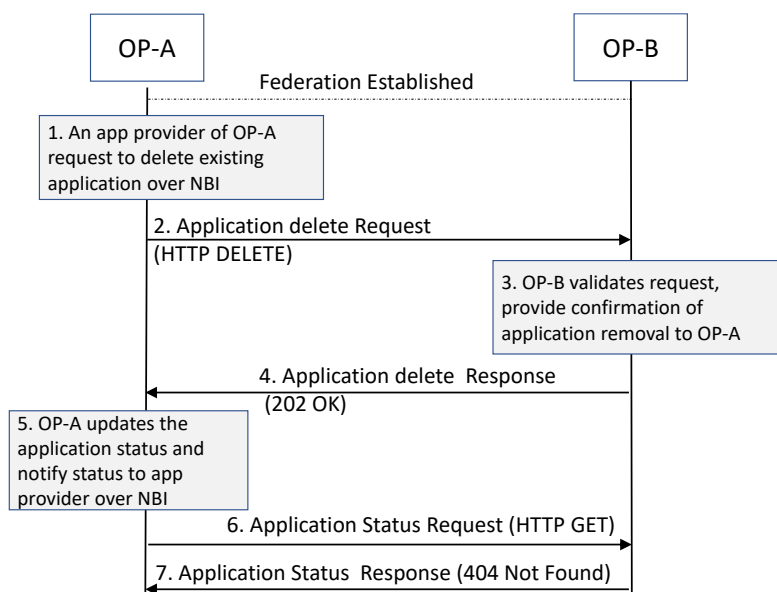 OP-A
OP-B
Federation Established
1. An app provider of OP-A
request to delete existing
application over NBI
2. Application delete Request
(HTTP DELETE)
3. OP-B validates request,
provide confirmation of
application removal to OP-A
4. Application delete Response
(202 OK)
5. OP-A updates the
application status and
notify status to app
provider over NBI
6. Application Status Request (HTTP GET)
7. Application Status Response (404 Not Found)